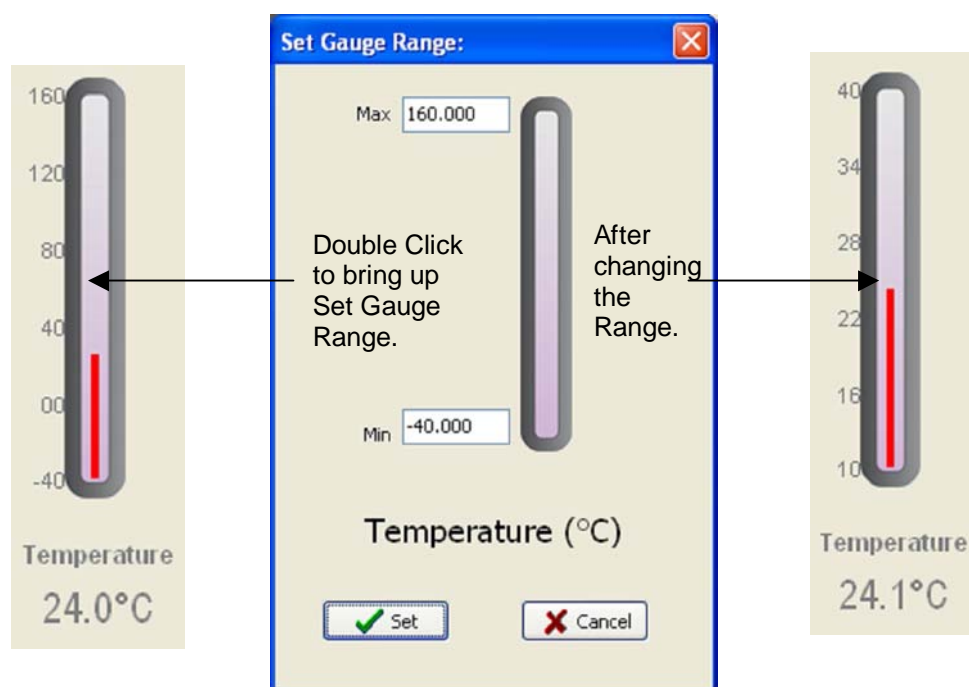 160
120
80
40
00
-40
Temperature
24.0°C
Set Gauge Range:
Max 160.000
Double Click
to bring up
Set Gauge
Range.
After
changing
the
Range.
Min -40.000
Temperature (°C)
Set
Cancel
40
34
28
22
16
10
Temperature
24.1°C